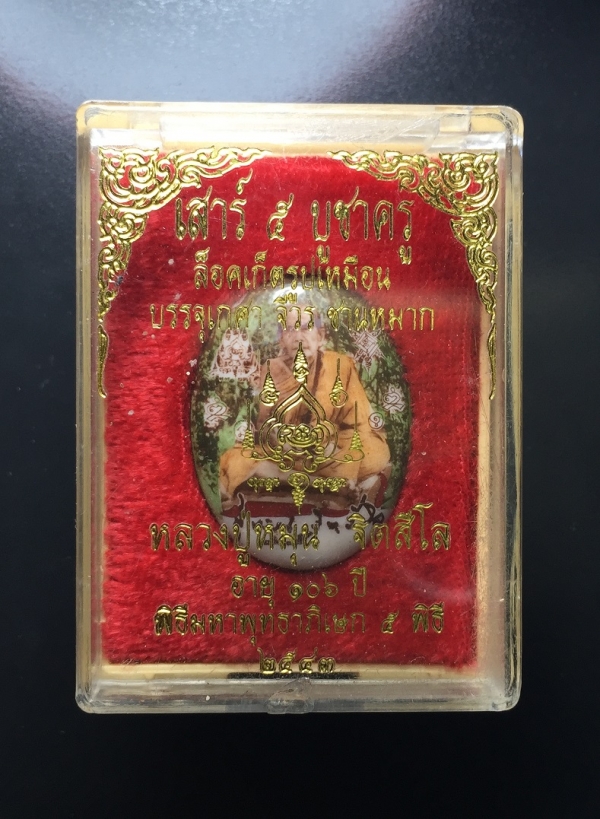 เสาร์ ๕ บูชาครู
ล็อคเก็ตรูปเหมือน
บรรจุเกศา จีวร ชานหมาก
หลวงปู่หมุน ฐิตสีโล
อายุ ๑๐๖ ปี
พิธีมหาพุทธาภิเษก ๕ พิธี
๒๕๔๓